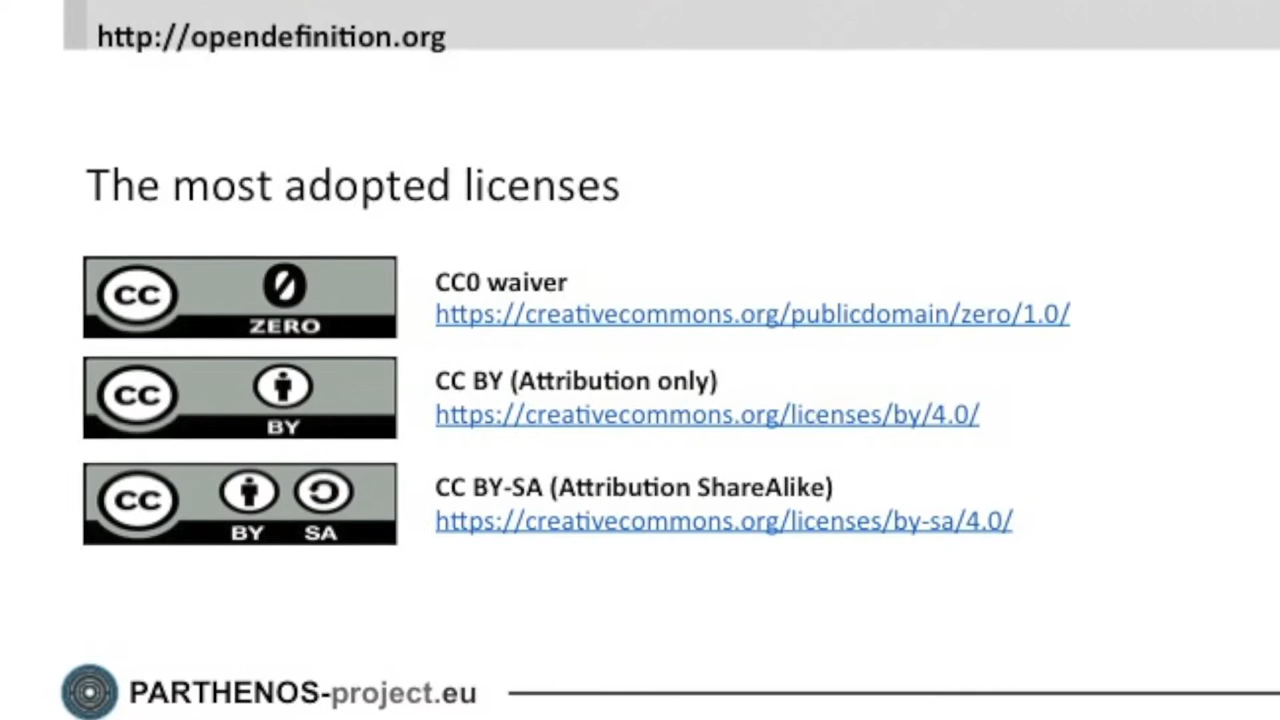 http://opendefinition.org
The most adopted licenses
CC
ZERO
CC0 waiver
https://creativecommons.org/publicdomain/zero/1.0/
CC
BY
CC BY (Attribution only)
https://creativecommons.org/licenses/by/4.0/
CC
BY SA
CC BY-SA (Attribution ShareAlike)
https://creativecommons.org/licenses/by-sa/4.0/
PARTHENOS-project.eu